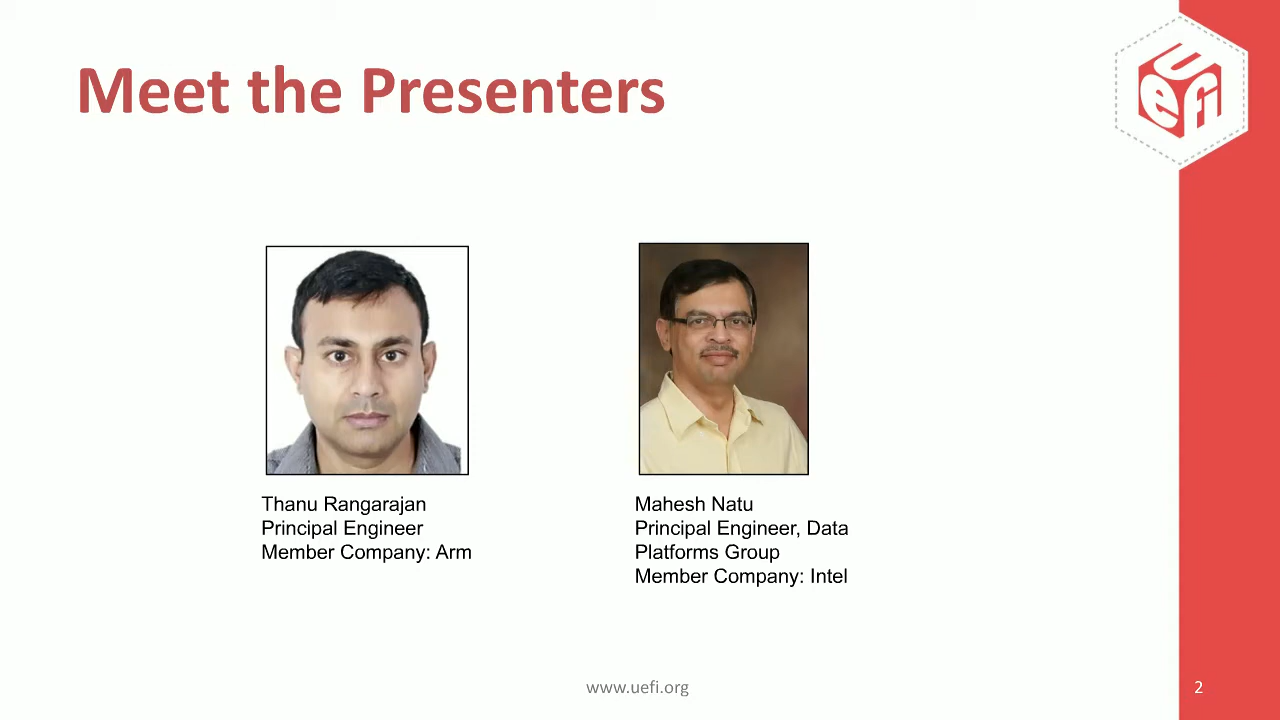 Meet the Presenters
uefi
Thanu Rangarajan
Principal Engineer
Member Company: Arm
Mahesh Natu
Principal Engineer, Data
Platforms Group
Member Company: Intel
www.uefi.org
2